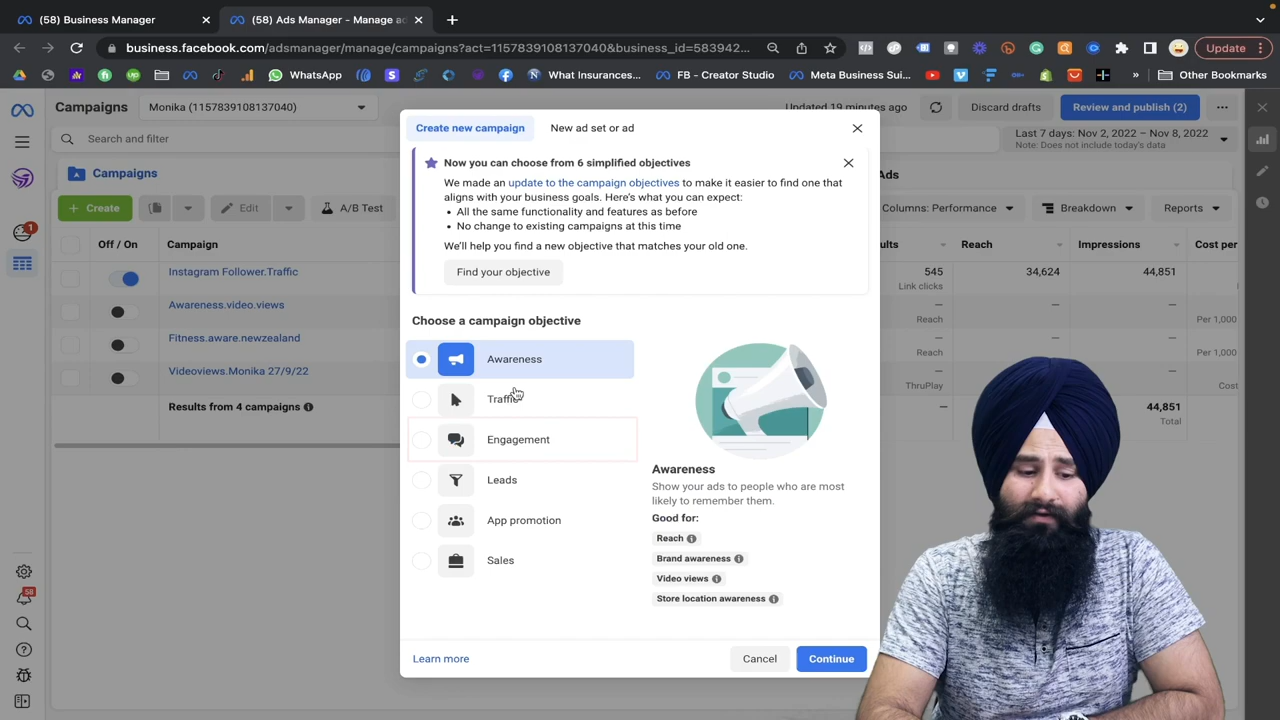 (58) Business Manager
(58) Ads Manager - Manage ad
business.facebook.com/adsmanager/manage/campaigns?act=1157839108137040&business_id=583942...
Update
WhatsApp
What Insurances...
FB - Creator Studio
Meta Business Sui...
»
Other Bookmarks
Campaigns
Monika (1157839108137040)
Updated 19 minutes ago
Discard drafts
Review and publish (2)
Search and filter
Last 7 days: Nov 2, 2022 – Nov 8, 2022
Note: Does not include today's data
Campaigns
Ads
+ Create
Edit
A/B Test
Columns: Performance
Breakdown
Reports
Off / On
Campaign
ults
Reach
Impressions
Cost per
Instagram Follower.Traffic
545
34,624
44,851
Link clicks
Awareness.video.views
—
—
—
Reach
Per 1,000
Fitness.aware.newzealand
—
—
—
Reach
Per 1,000
Videoviews.Monika 27/9/22
—
—
—
ThruPlay
Cost
Results from 4 campaigns
—
44,851
Total
1
58
Create new campaign
New ad set or ad
Now you can choose from 6 simplified objectives
We made an update to the campaign objectives to make it easier to find one that
aligns with your business goals. Here's what you can expect:
• All the same functionality and features as before
• No change to existing campaigns at this time
We'll help you find a new objective that matches your old one.
Find your objective
Choose a campaign objective
Awareness
Traffic
Engagement
Leads
App promotion
Sales
Awareness
Show your ads to people who are most
likely to remember them.
Good for:
Reach
Brand awareness
Video views
Store location awareness
Learn more
Cancel
Continue